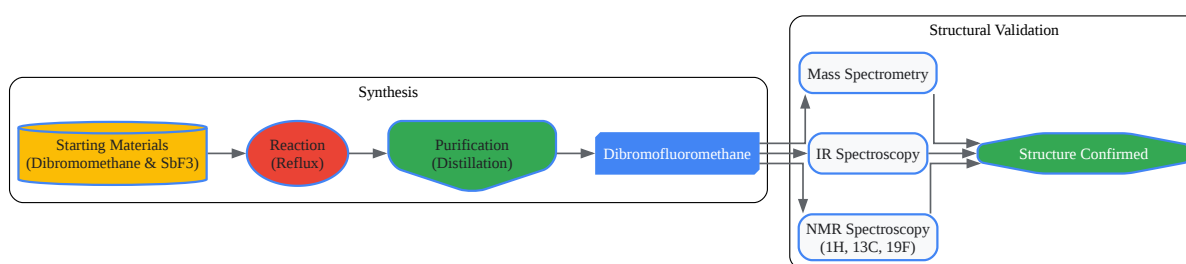 Structural Validation
Mass Spectrometry
Synthesis
Starting Materials
(Dibromomethane & SbF3)
Reaction
(Reflux)
Purification
(Distillation)
Dibromofluoromethane
IR Spectroscopy
Structure Confirmed
NMR Spectroscopy
(1H, 13C, 19F)